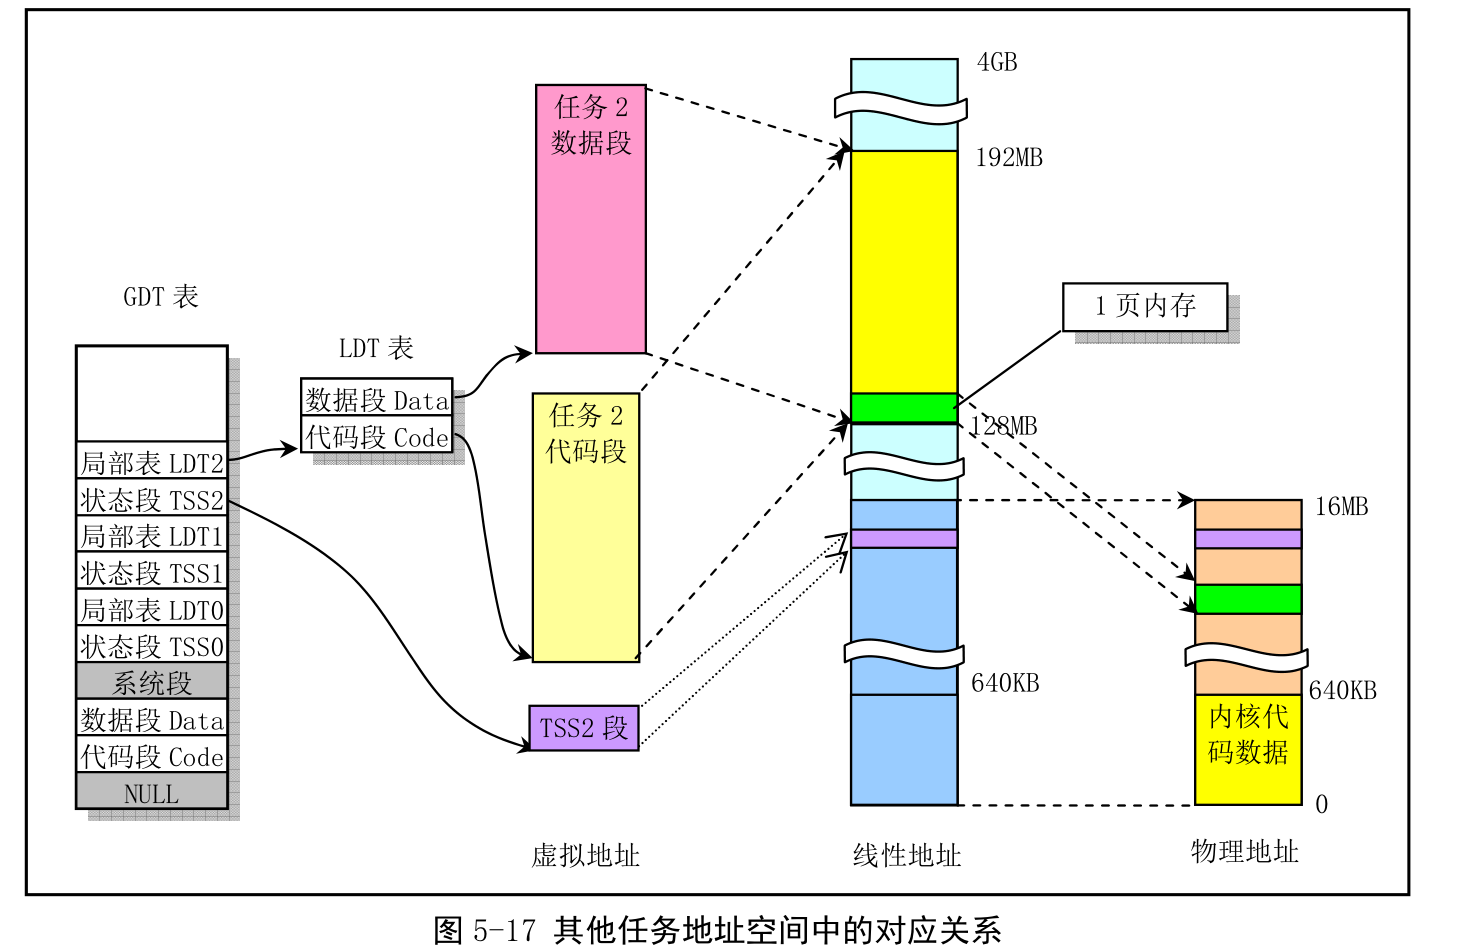 4GB
任务 2
数据段
192MB
GDT 表
1 页内存
LDT 表
数据段 Data
代码段 Code
任务 2
代码段
128MB
局部表 LDT2
状态段 TSS2
局部表 LDT1
状态段 TSS1
局部表 LDT0
状态段 TSS0
系统段
数据段 Data
代码段 Code
NULL
TSS2 段
640KB
16MB
640KB
内核代
码数据
0
虚拟地址
线性地址
物理地址
图 5-17 其他任务地址空间中的对应关系